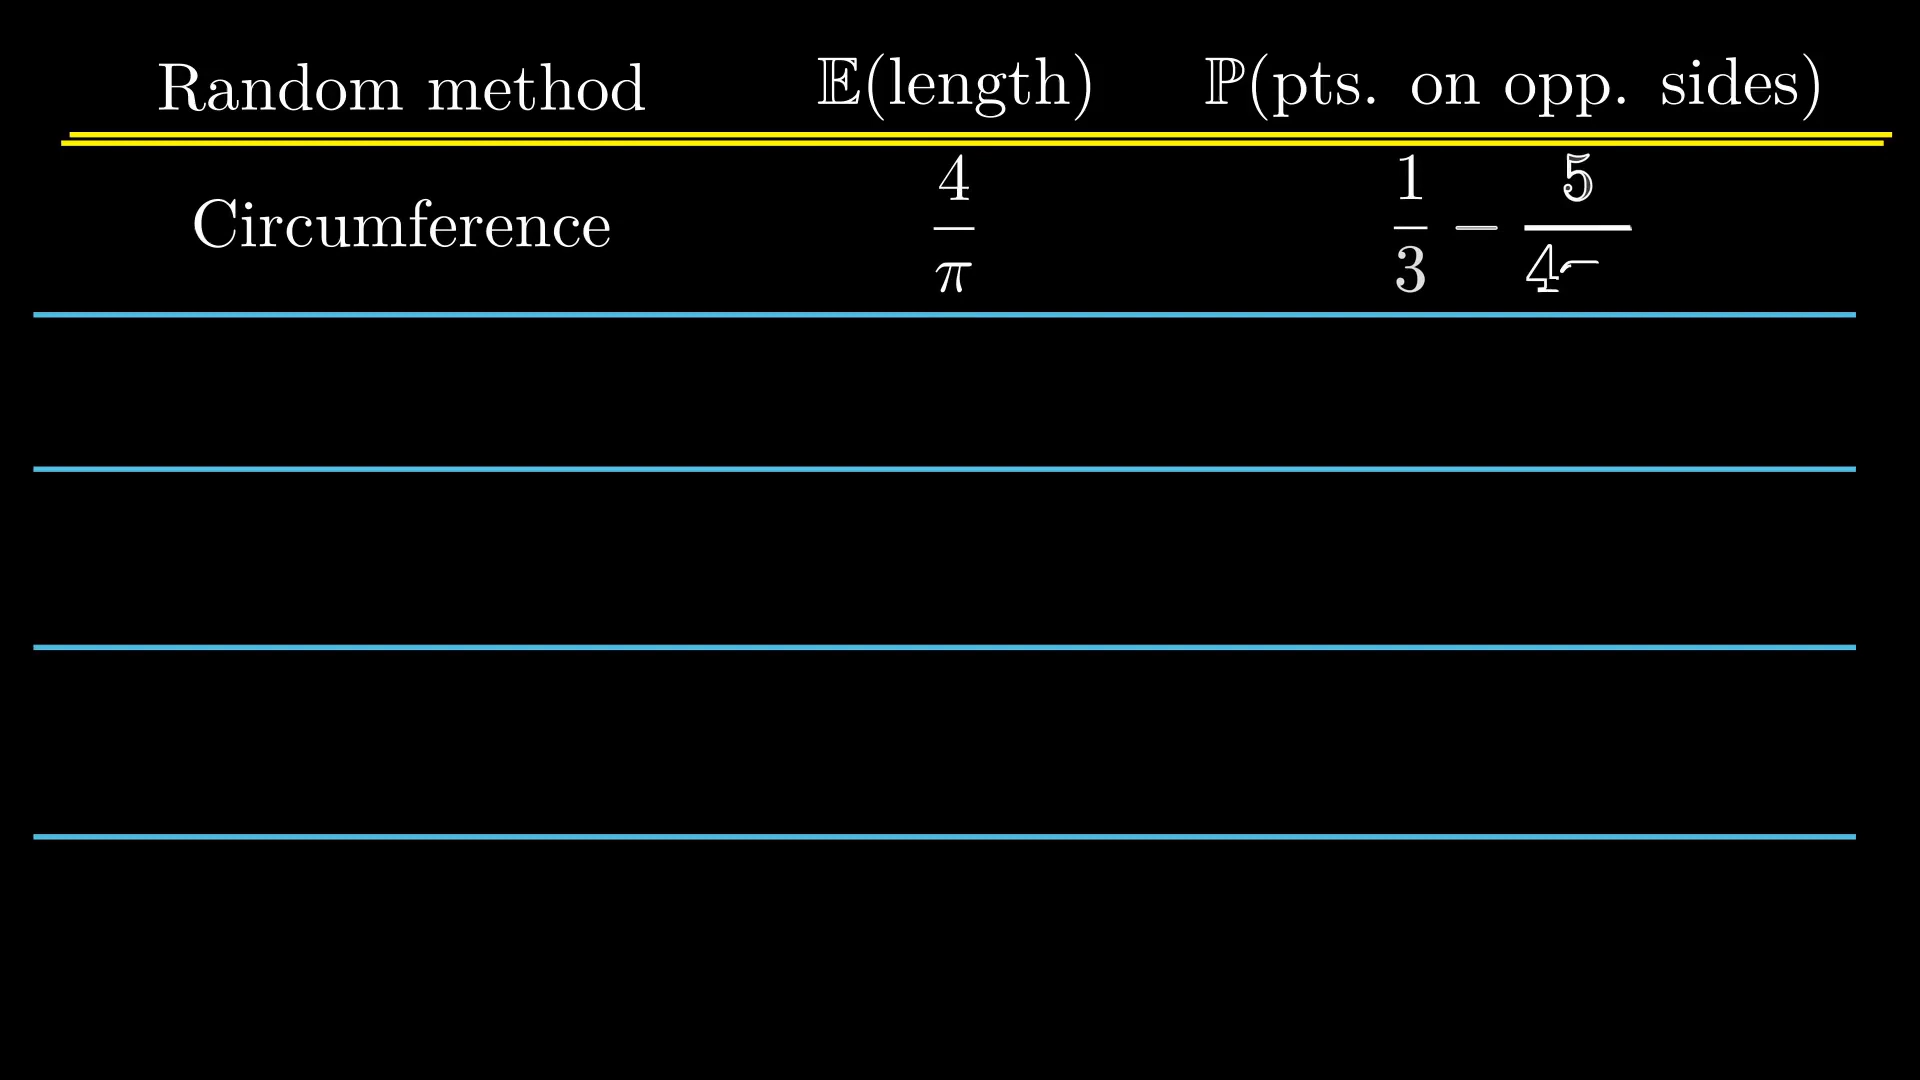 Random method 𝔼(length) ℙ(pts. on opp. sides)
Circumference 4/π 1/3 − 5/4